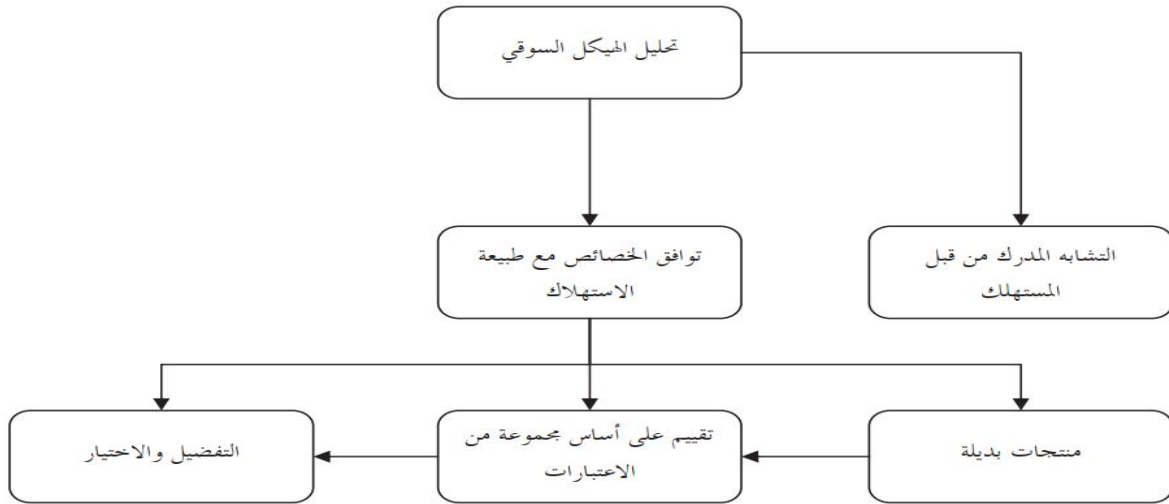 تحليل الهيكل السوقي
التشابه المدرك من قبل
المستهلك
توافق الخصائص مع طبيعة
الاستهلاك
منتجات بديلة
تقييم على أساس مجموعة من
الاعتبارات
التفضيل والاختيار